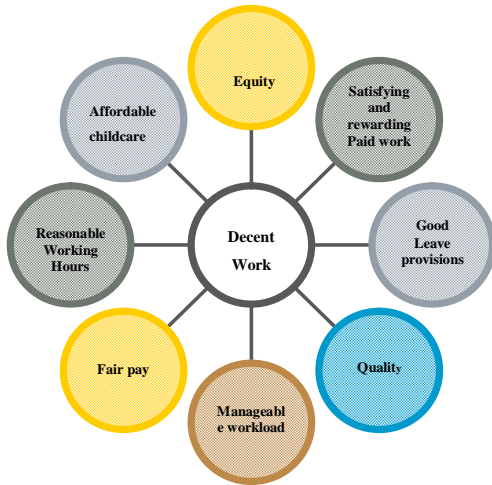 Equity
Satisfying
and
rewarding
Paid work
Good
Leave
provisions
Quality
Manageabl
e workload
Fair pay
Reasonable
Working
Hours
Affordable
childcare
Decent
Work